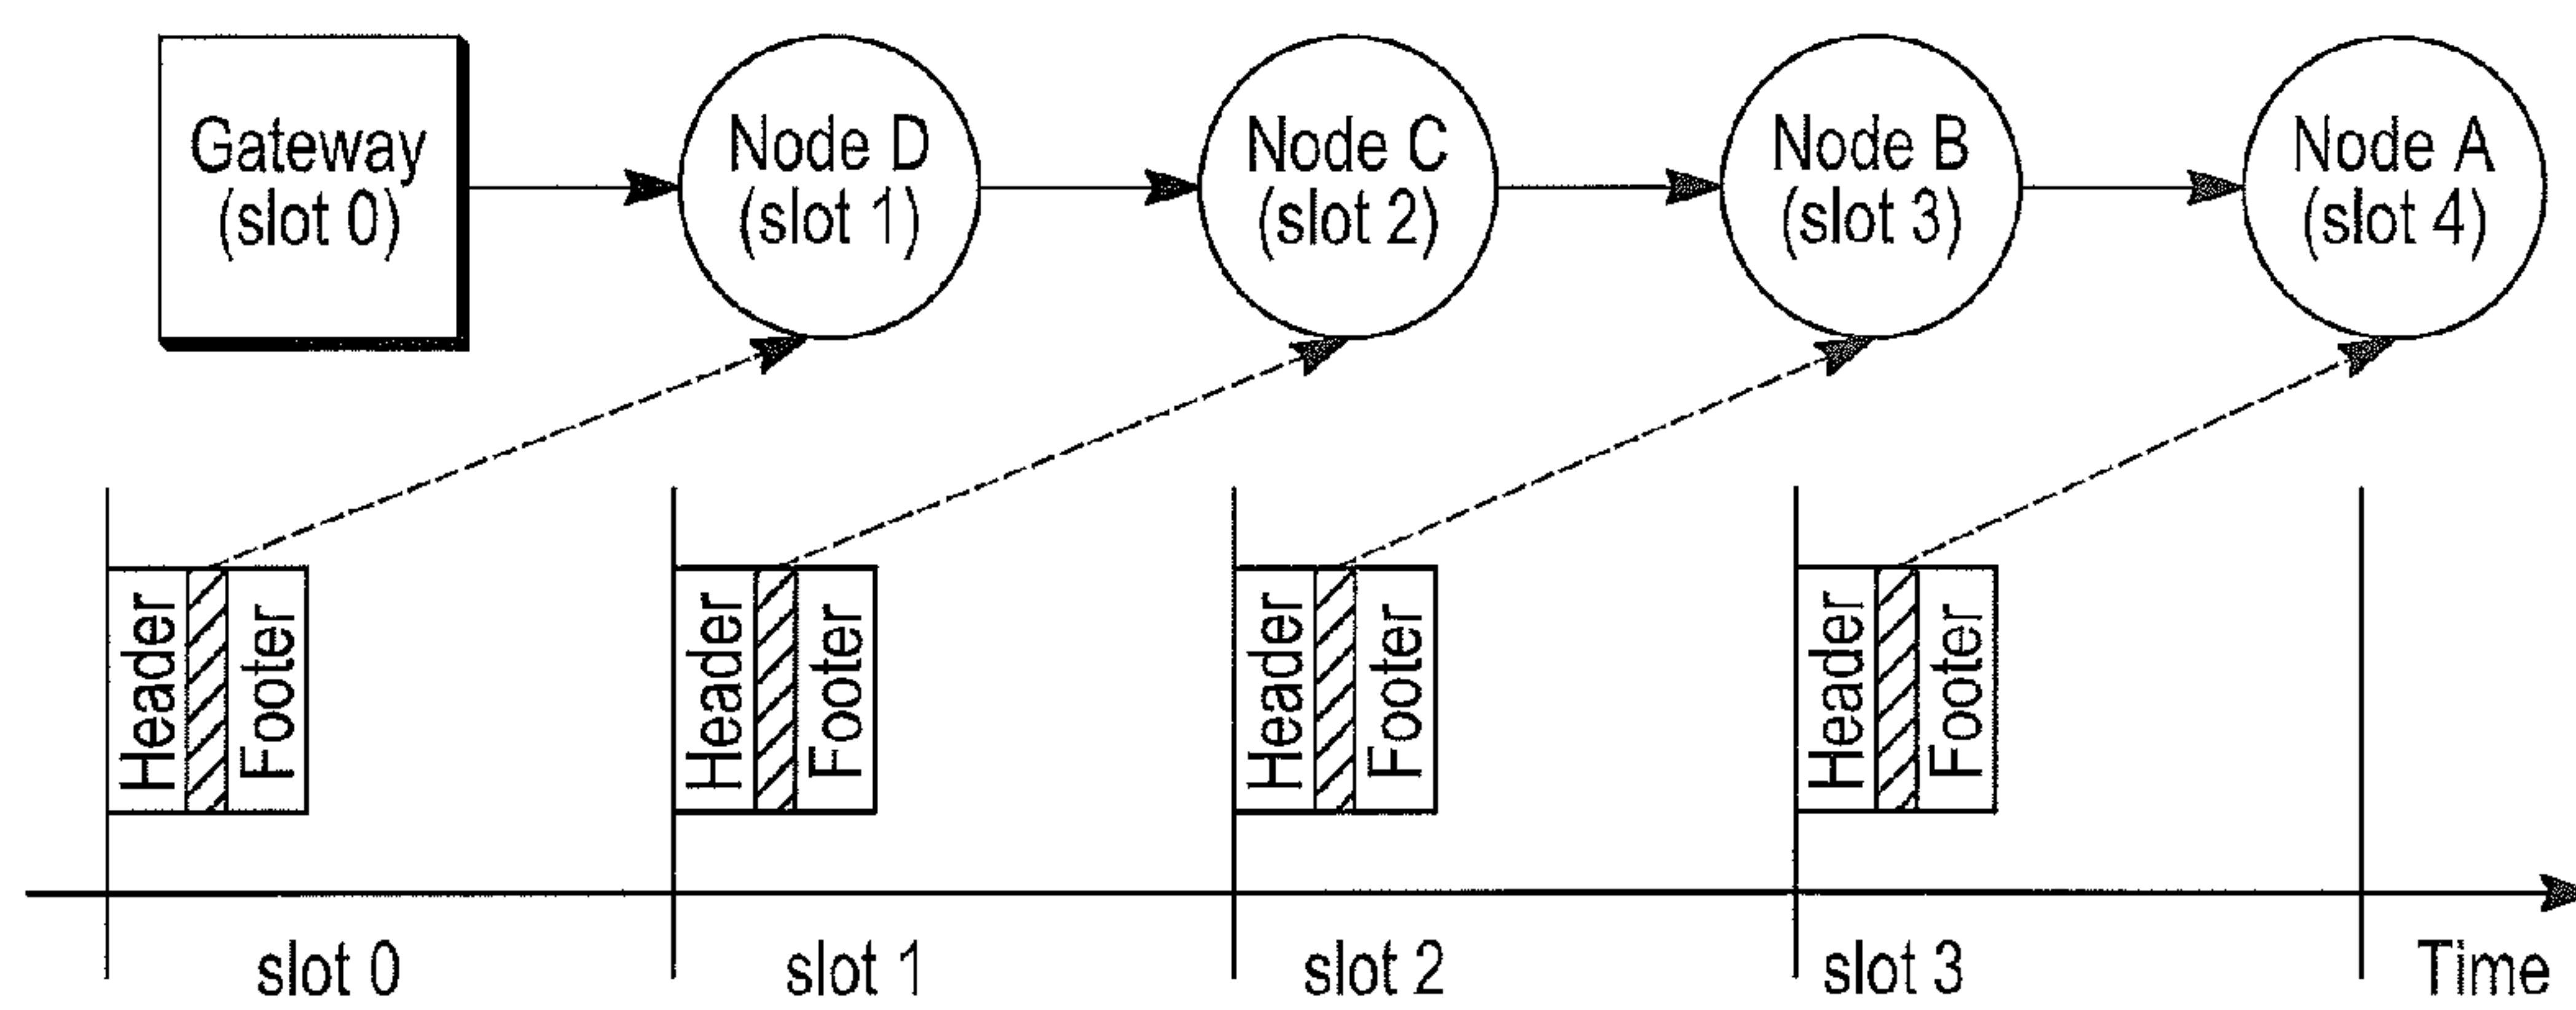 Gateway
(slot 0)
Node D
(slot 1)
Node C
(slot 2)
Node B
(slot 3)
Node A
(slot 4)
Header
Footer
Header
Footer
Header
Footer
Header
Footer
slot 0
slot 1
slot 2
slot 3
Time